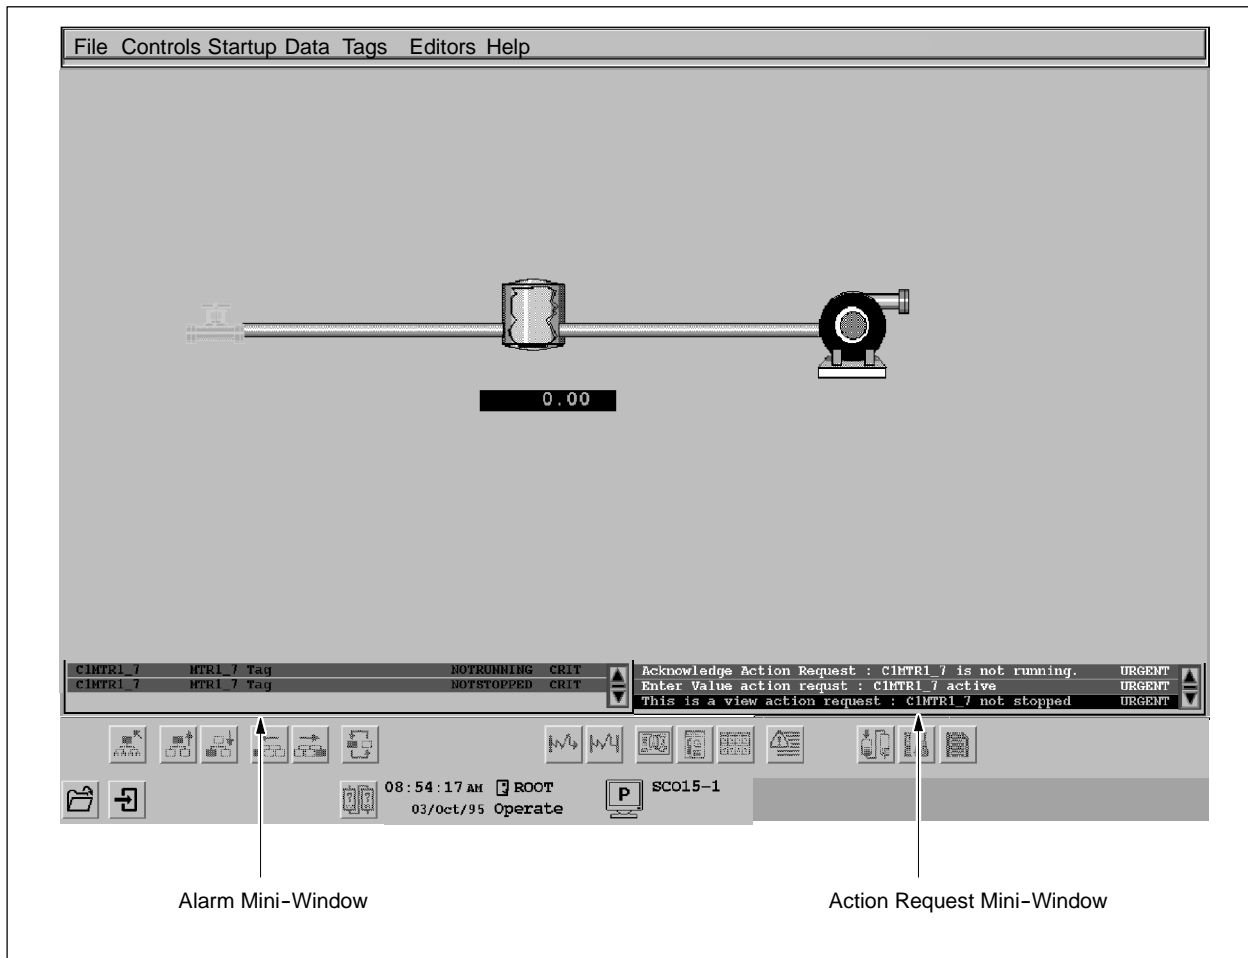 File Controls Startup Data Tags Editors Help
0.00
C1MTR1_7 MTR1_7 Tag NOTRUNNING CRIT
C1MTR1_7 MTR1_7 Tag NOTSTOPPED CRIT
Acknowledge Action Request : C1MTR1_7 is not running. URGENT
Enter Value action requst : C1MTR1_7 active URGENT
This is a view action request : C1MTR1_7 not stopped URGENT
08:54:17 AM ROOT
03/Oct/95 Operate
P
SCO15-1
Alarm Mini-Window
Action Request Mini-Window